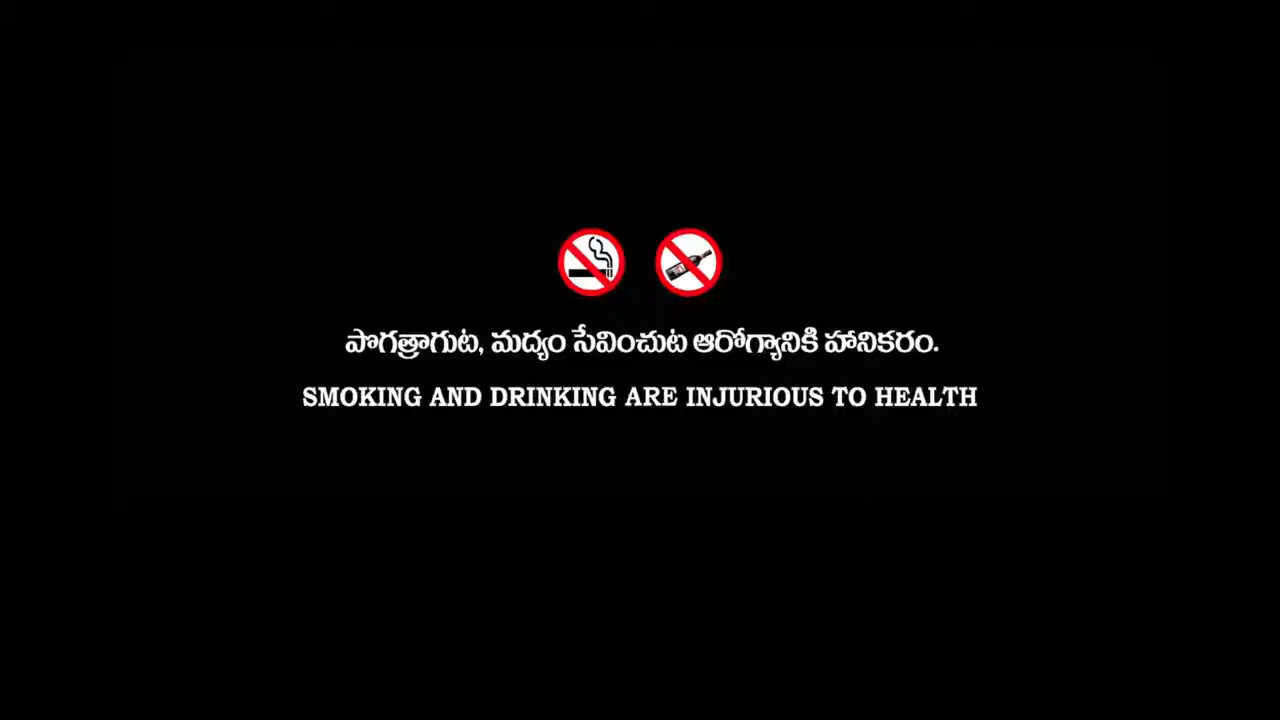 పొగత్రాగుట, మద్యం సేవించుట ఆరోగ్యానికి హానికరం.
SMOKING AND DRINKING ARE INJURIOUS TO HEALTH